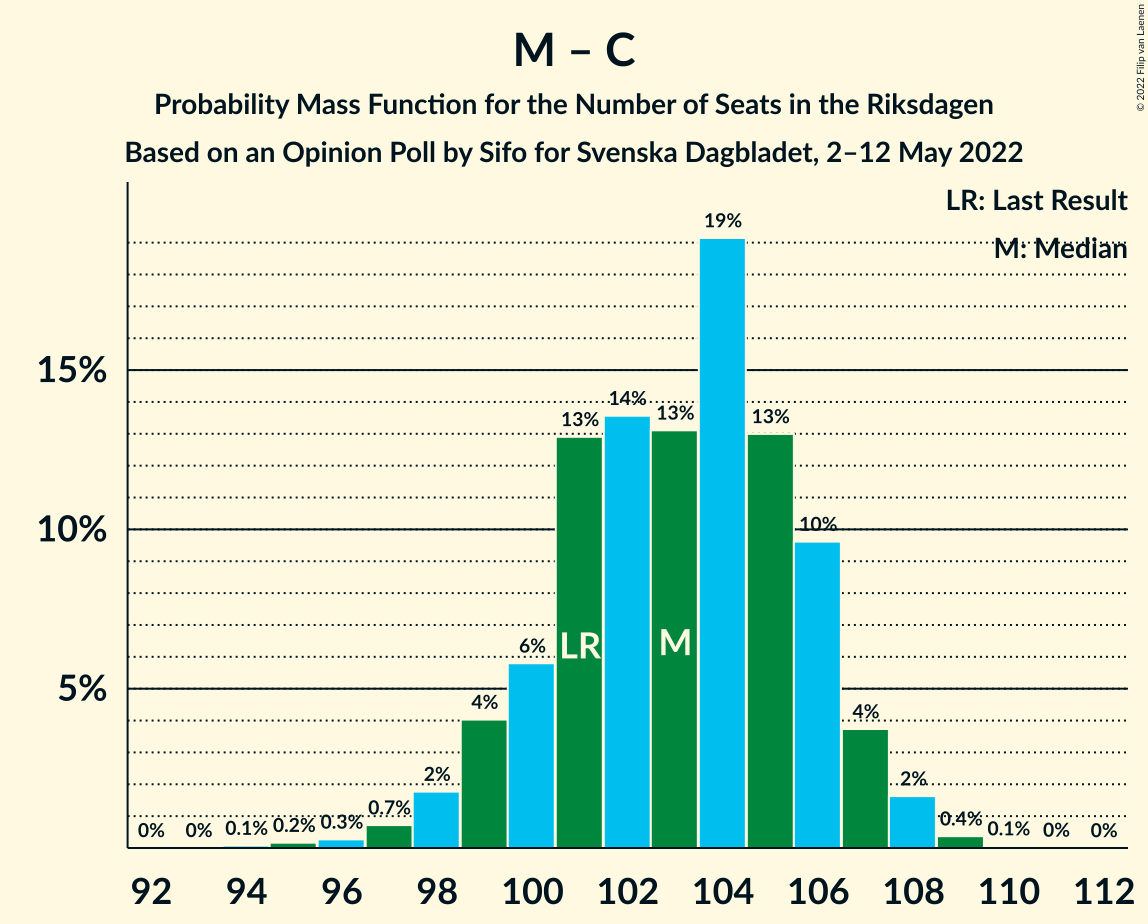 M – C
Probability Mass Function for the Number of Seats in the Riksdagen
Based on an Opinion Poll by Sifo for Svenska Dagbladet, 2–12 May 2022
© 2022 Filip van Laenen
LR: Last Result
M: Median
15%
10%
5%
0%
0%
0.1%
0.2%
0.3%
0.7%
2%
4%
6%
13%
14%
13%
19%
13%
10%
4%
2%
0.4%
0.1%
0%
0%
LR
M
92 94 96 98 100 102 104 106 108 110 112